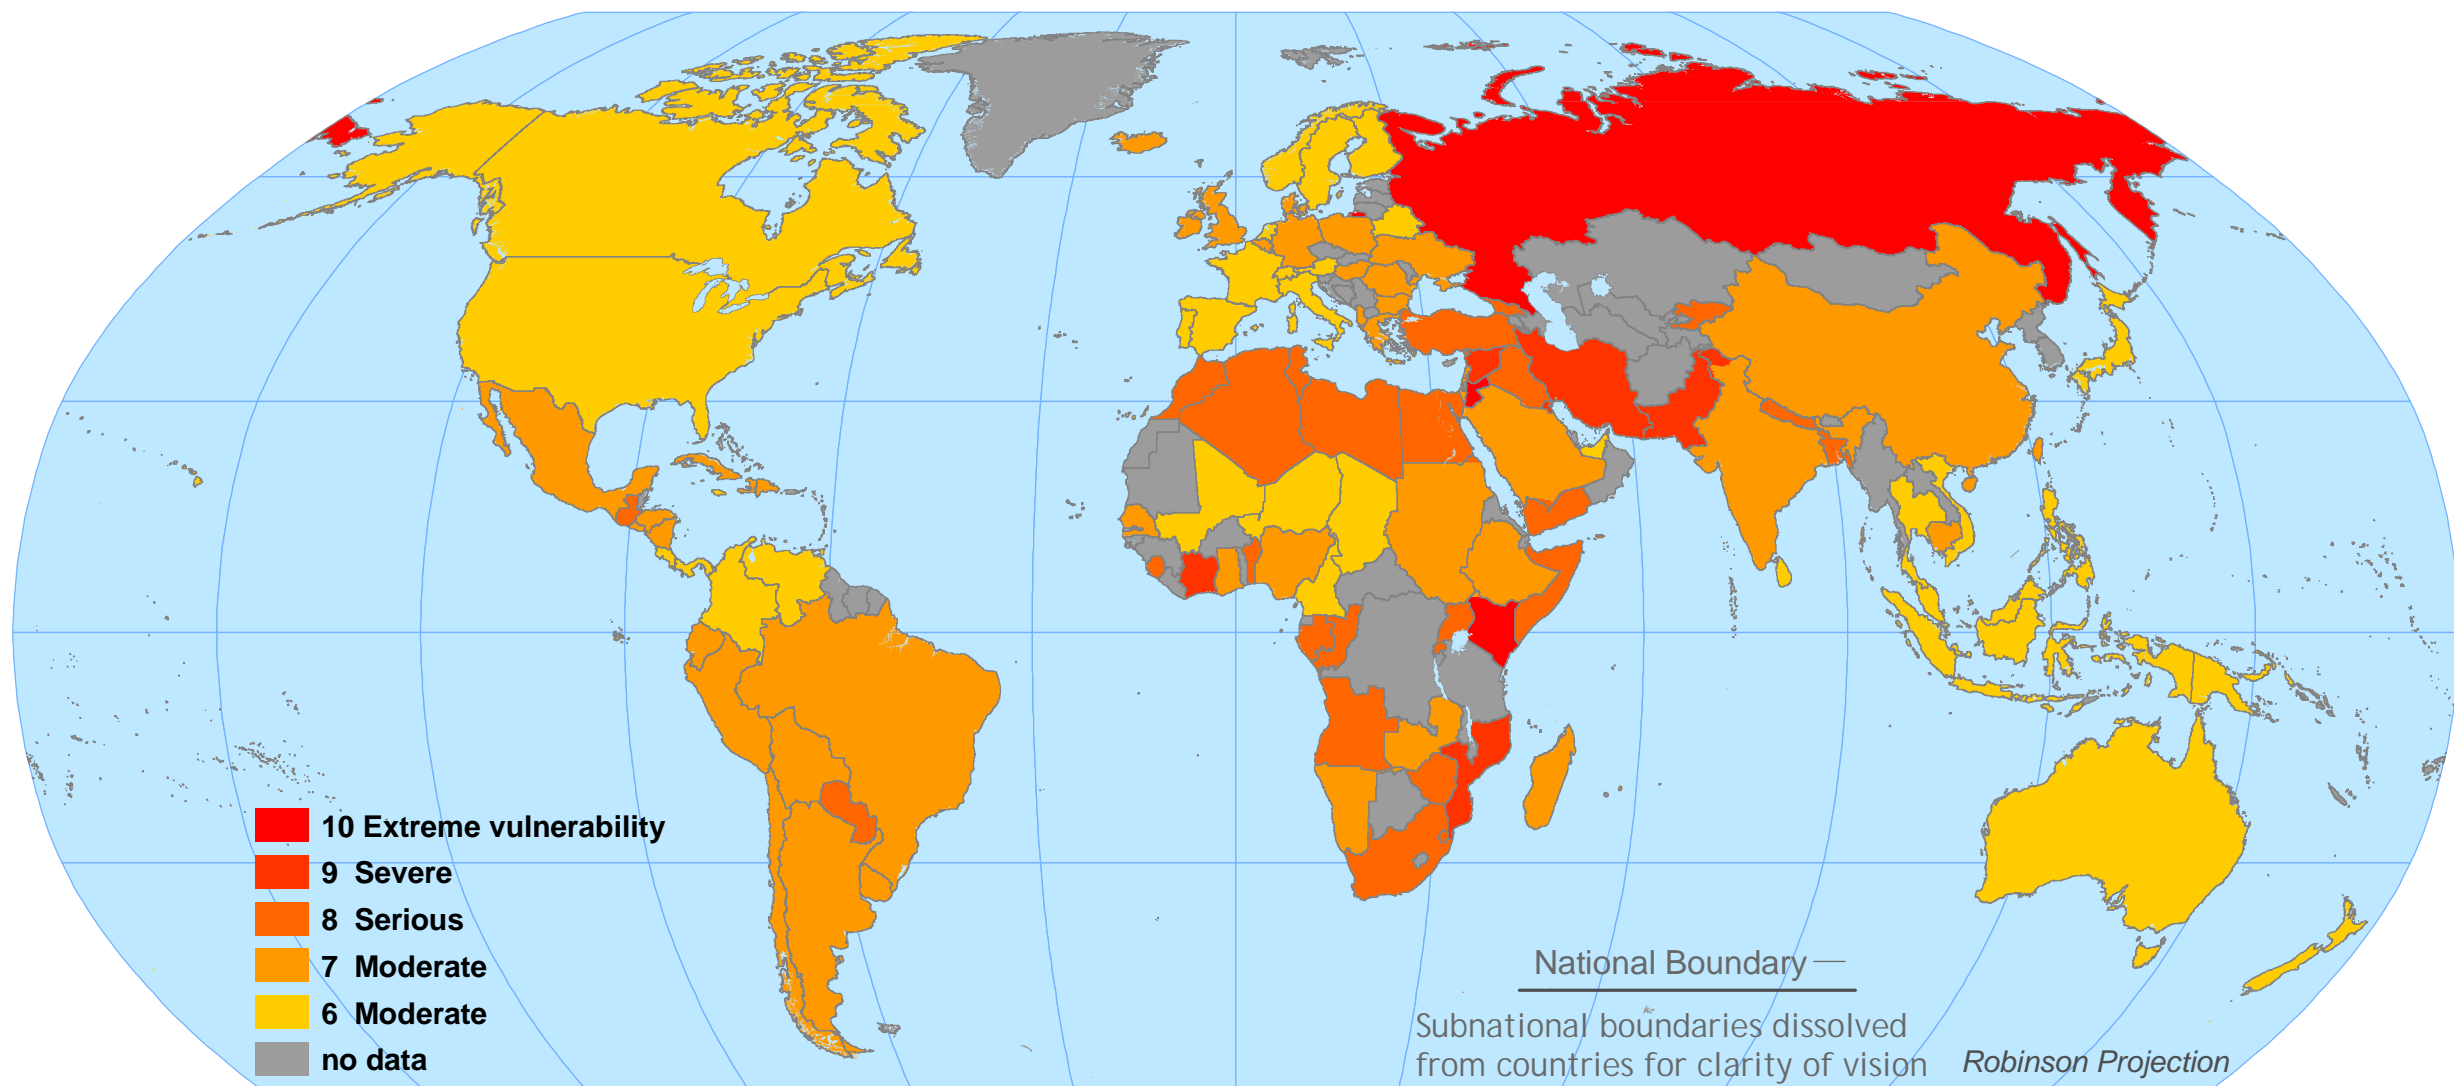 10 Extreme vulnerability
9 Severe
8 Serious
7 Moderate
6 Moderate
no data
National Boundary
Subnational boundaries dissolved
from countries for clarity of vision
Robinson Projection